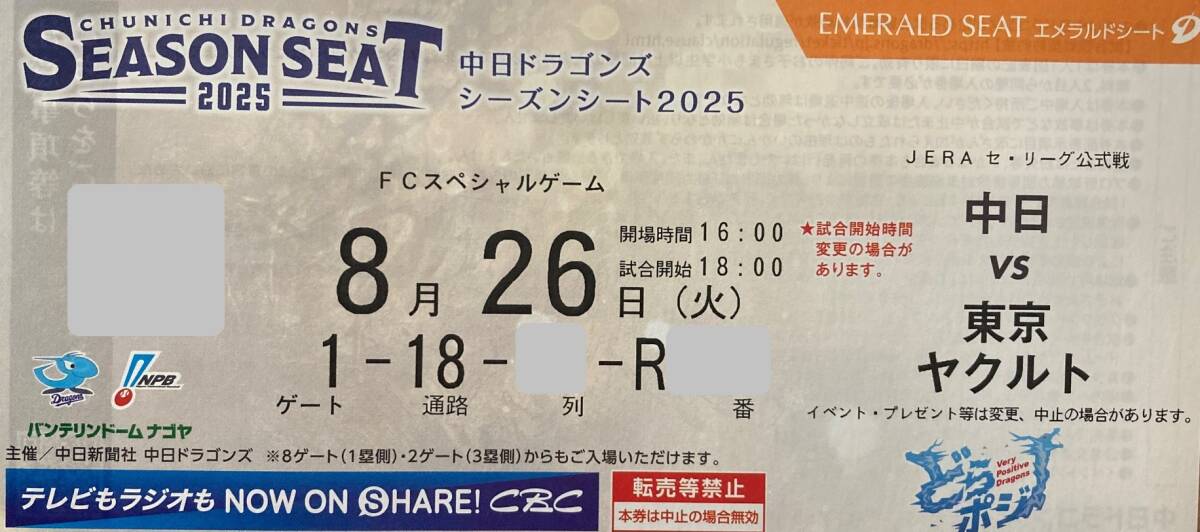 CHUNICHI DRAGONS
SEASON SEAT
2025
中日ドラゴンズ
シーズンシート2025
EMERALD SEAT エメラルドシート D
JERA セ・リーグ公式戦
FCスペシャルゲーム
8月 26日(火)
開場時間 16:00
試合開始 18:00
★試合開始時間
変更の場合が
あります。
中日
VS
東京
ヤクルト
1-18- -R
ゲート 通路 列 番
イベント・プレゼント等は変更、中止の場合があります。
Dragons
NPB
バンテリンドーム ナゴヤ
主催/中日新聞社 中日ドラゴンズ ※8ゲート(1塁側)・2ゲート(3塁側)からもご入場いただけます。
テレビもラジオも NOW ON SHARE! CBC
転売等禁止
本券は中止の場合無効
Very
Positive
Dragons
どらポジ